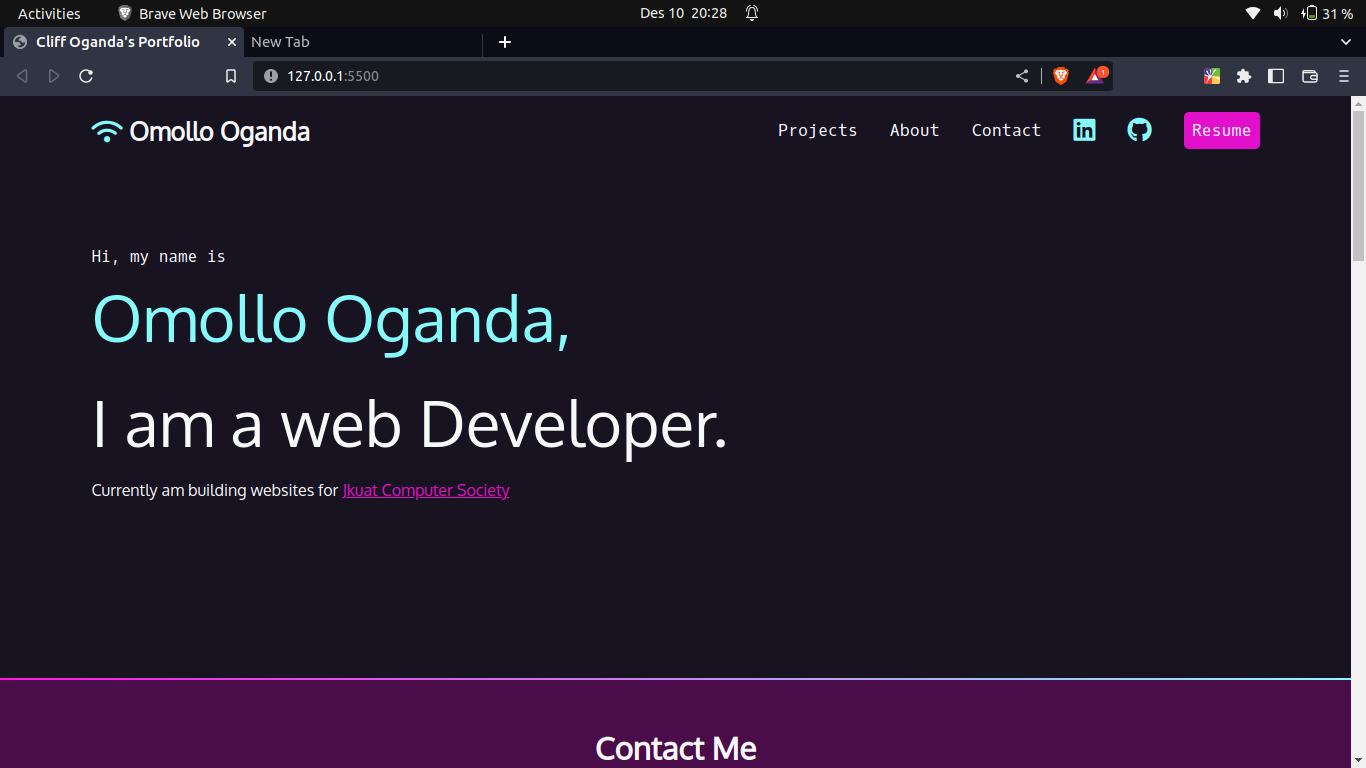 Activities Brave Web Browser Des 10 20:28 31 %
Cliff Oganda's Portfolio New Tab
127.0.0.1:5500 1
Omollo Oganda Projects About Contact Resume
Hi, my name is
Omollo Oganda,
I am a web Developer.
Currently am building websites for Jkuat Computer Society
Contact Me